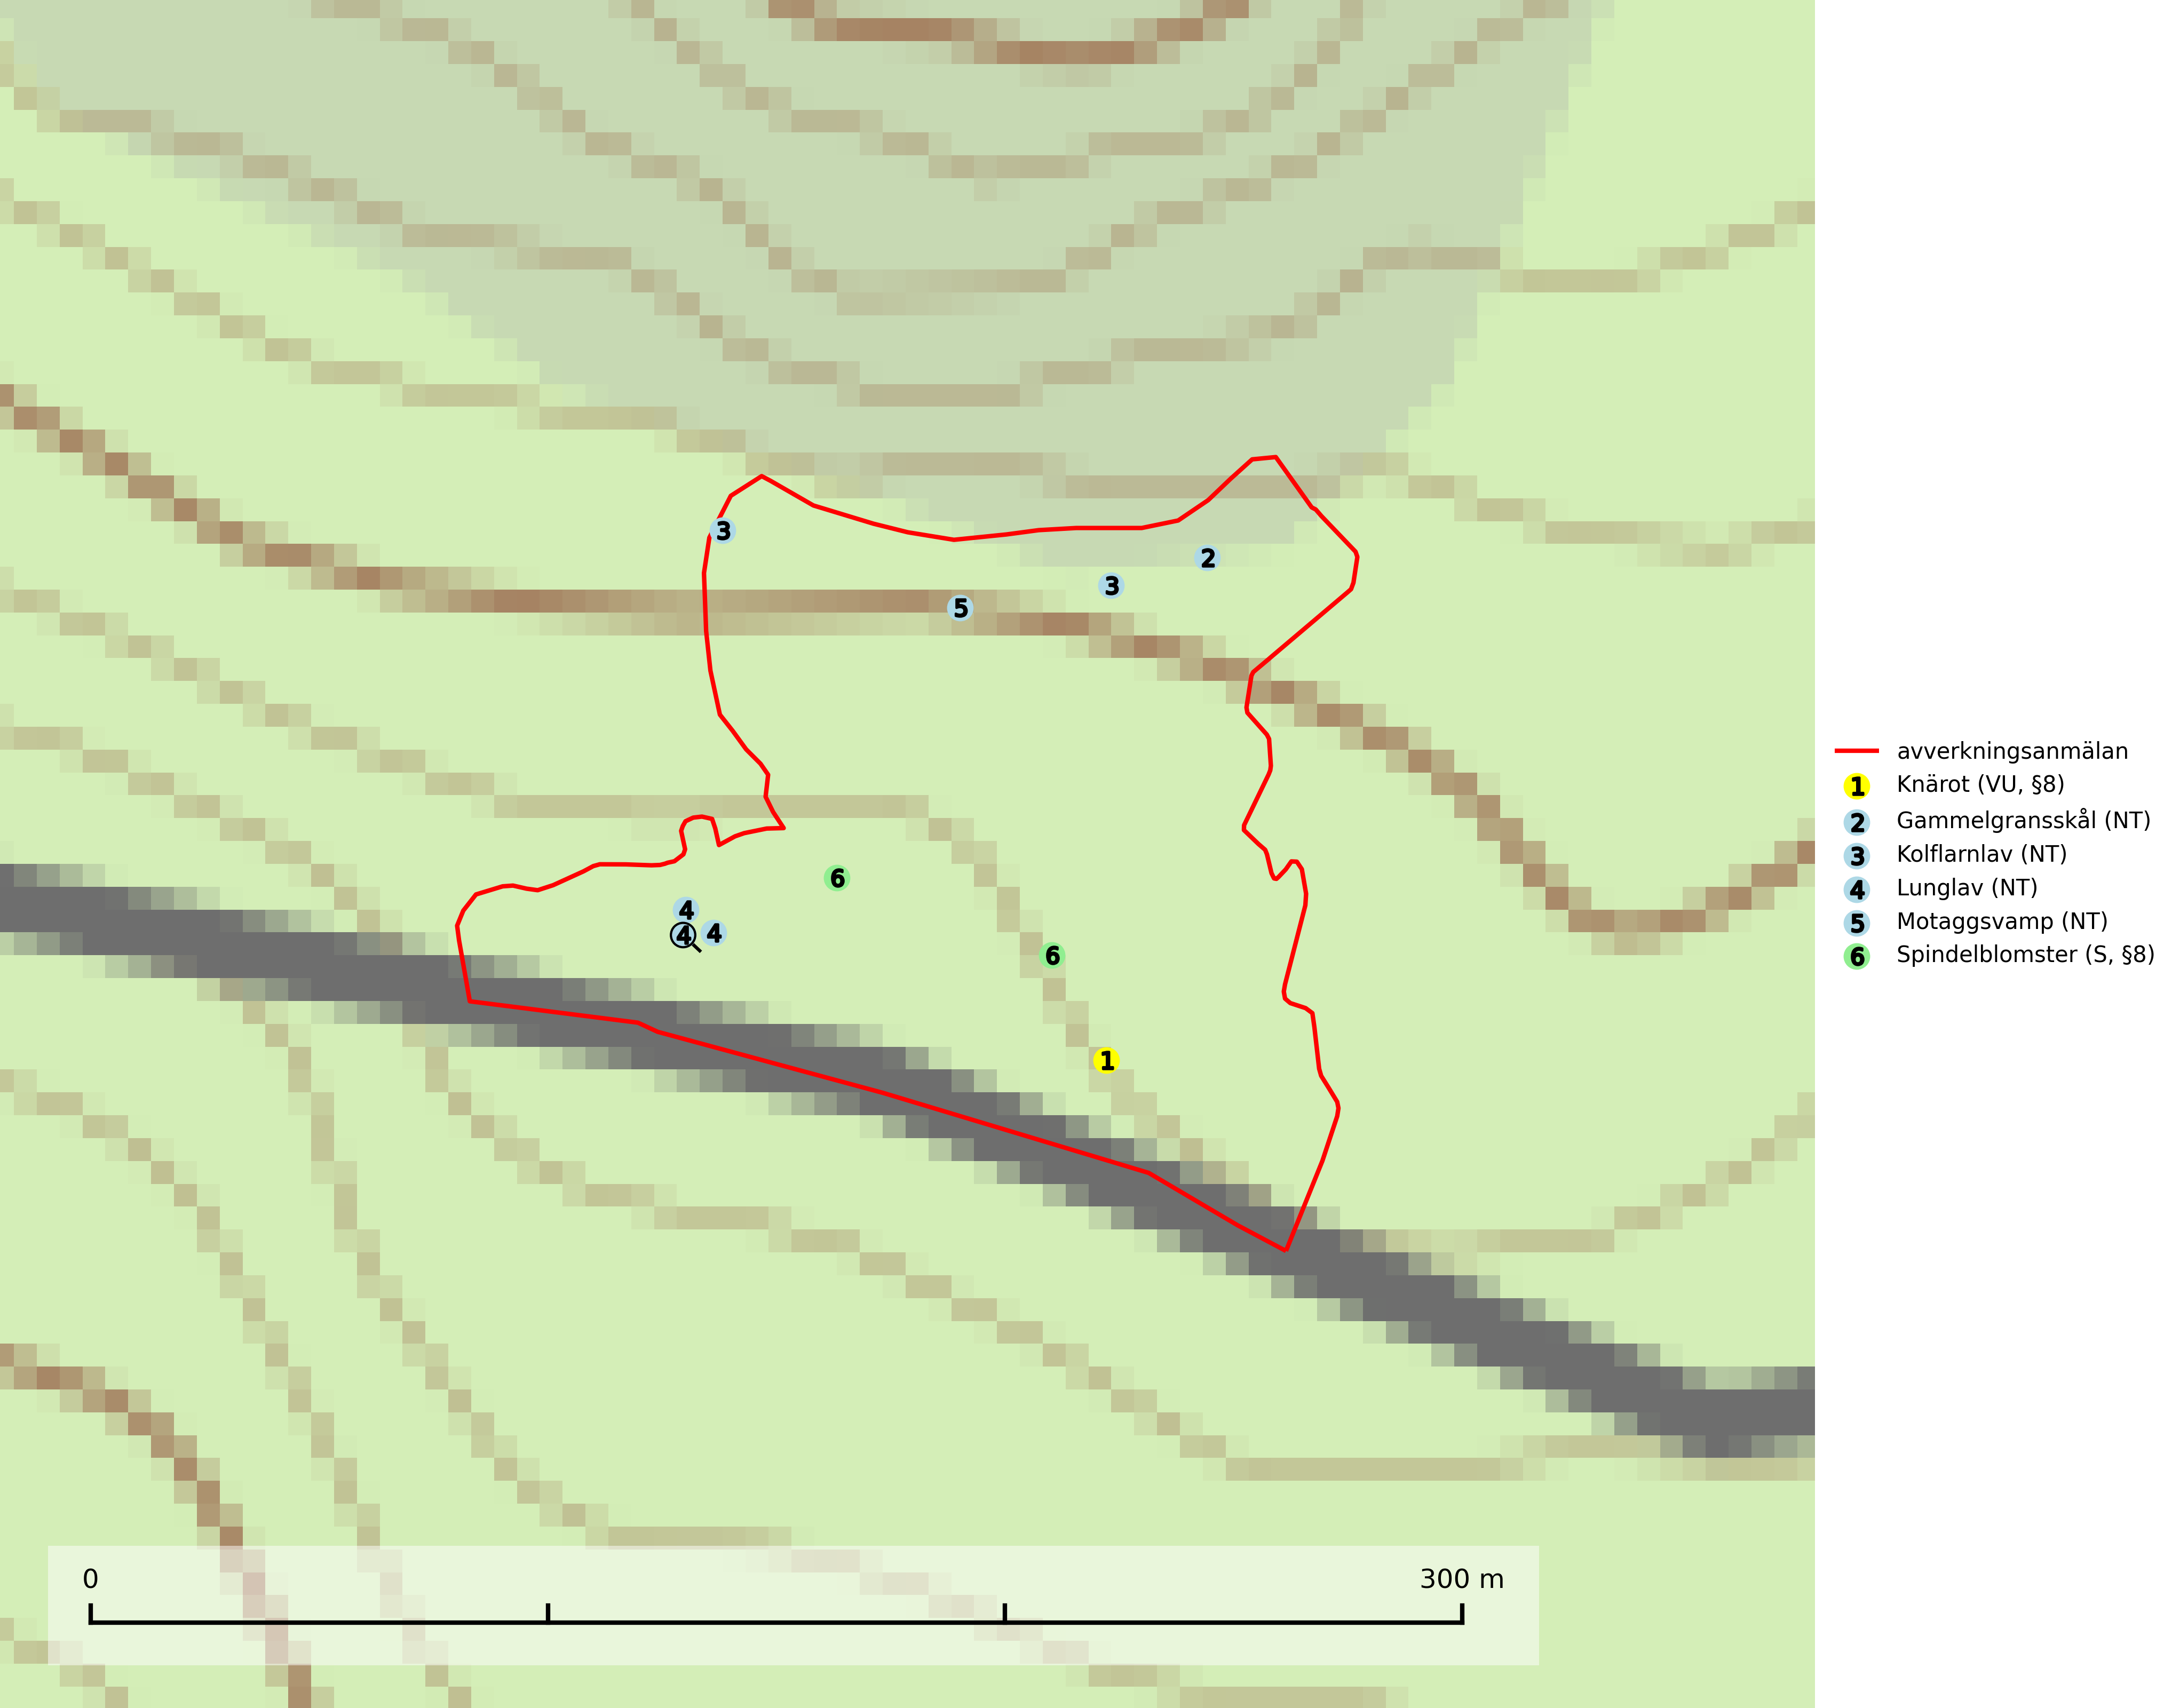 3
2
3
5
6
4
4
4
6
1
avverkningsanmälan
1 Knärot (VU, §8)
2 Gammelgransskål (NT)
3 Kolflarnlav (NT)
4 Lunglav (NT)
5 Motaggsvamp (NT)
6 Spindelblomster (S, §8)
0 300 m